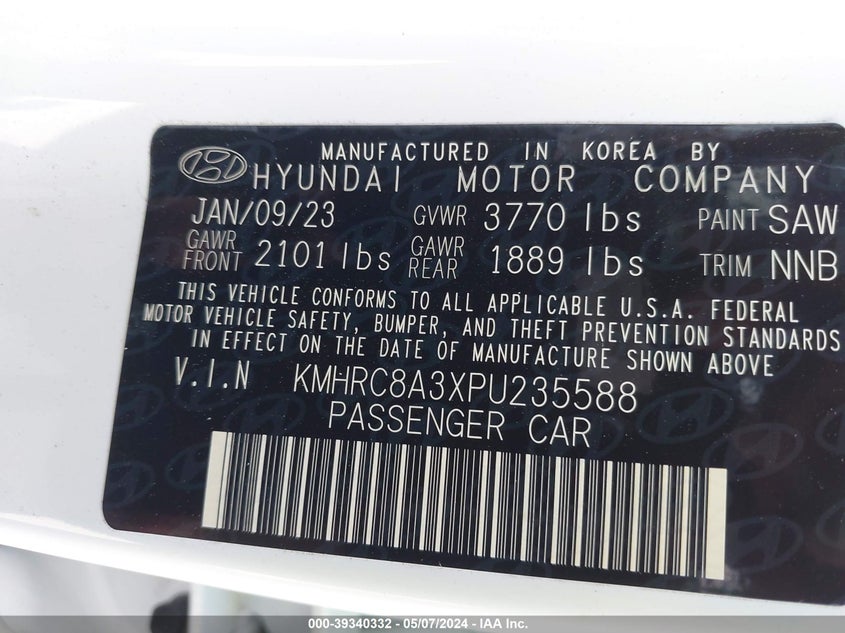 MANUFACTURED IN KOREA BY
HYUNDAI MOTOR COMPANY
JAN/09/23 GVWR 3770 lbs PAINT SAW
GAWR FRONT 2101 lbs GAWR REAR 1889 lbs TRIM NNB
THIS VEHICLE CONFORMS TO ALL APPLICABLE U.S.A. FEDERAL
MOTOR VEHICLE SAFETY, BUMPER, AND THEFT PREVENTION STANDARDS
IN EFFECT ON THE DATE OF MANUFACTURE SHOWN ABOVE
V.I.N KMHRC8A3XPU235588
PASSENGER CAR
000-39340332 - 05/07/2024 - IAA Inc.